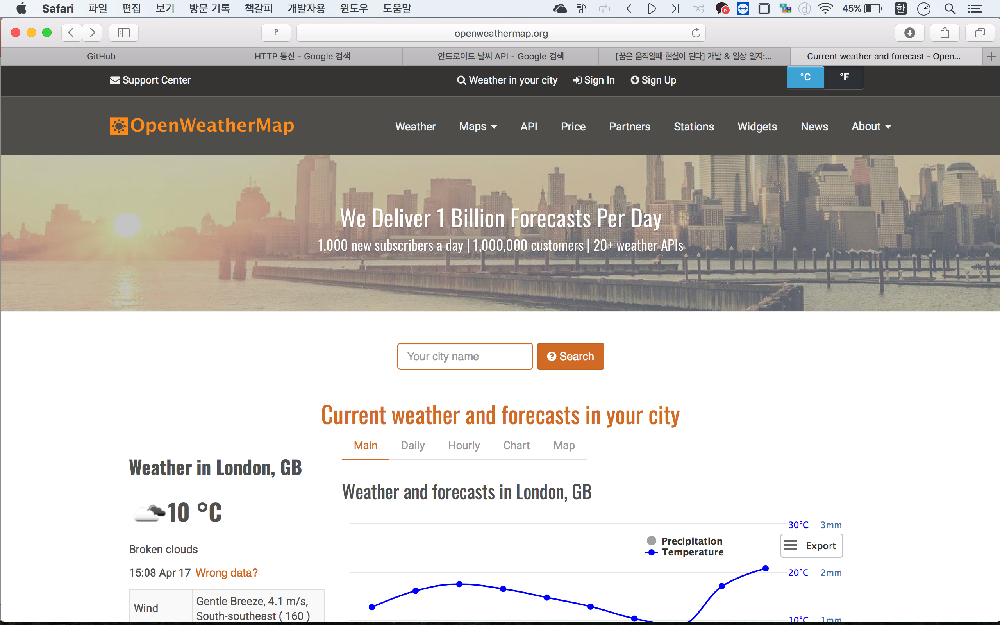 Safari 파일 편집 보기 방문 기록 책갈피 개발자용 윈도우 도움말 N d 45% 한
? openweathermap.org
GitHub HTTP 통신 - Google 검색 안드로이드 날씨 API - Google 검색 [꿈은 움직일때 현실이 된다] 개발 & 일상 일지:... Current weather and forecast - Open...
Support Center Weather in your city Sign In Sign Up °C °F
OpenWeatherMap Weather Maps API Price Partners Stations Widgets News About
We Deliver 1 Billion Forecasts Per Day
1,000 new subscribers a day | 1,000,000 customers | 20+ weather APIs
Your city name Search
Current weather and forecasts in your city
Main Daily Hourly Chart Map
Weather in London, GB
10 °C
Broken clouds
15:08 Apr 17 Wrong data?
Wind Gentle Breeze, 4.1 m/s,
South-southeast ( 160 )
Weather and forecasts in London, GB
30°C 3mm
Precipitation
Temperature
Export
20°C 2mm
10°C 1mm